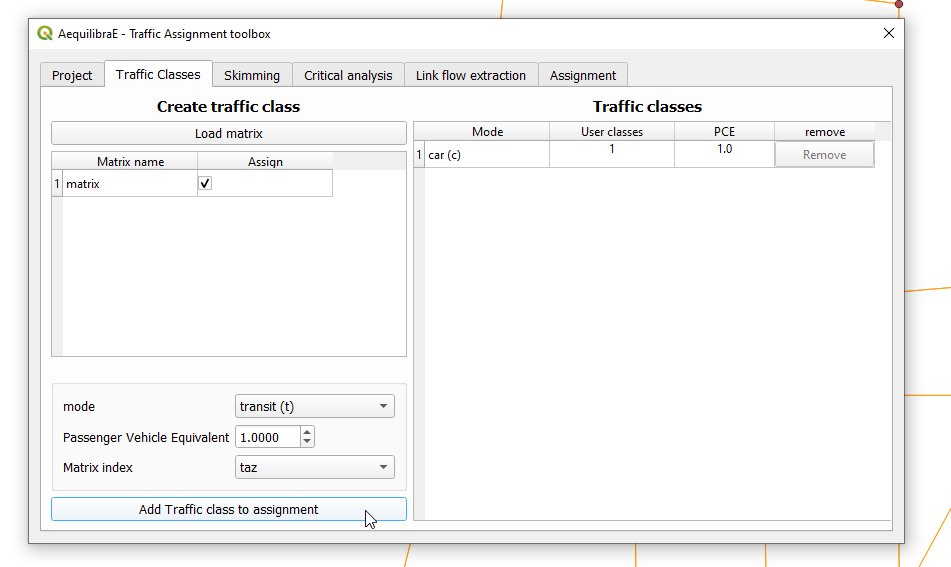 AequilibraE - Traffic Assignment toolbox
Project Traffic Classes Skimming Critical analysis Link flow extraction Assignment
Create traffic class
Load matrix
Matrix name Assign
1 matrix
mode transit (t)
Passenger Vehicle Equivalent 1.0000
Matrix index taz
Add Traffic class to assignment
Traffic classes
Mode User classes PCE remove
1 car (c) 1 1.0 Remove